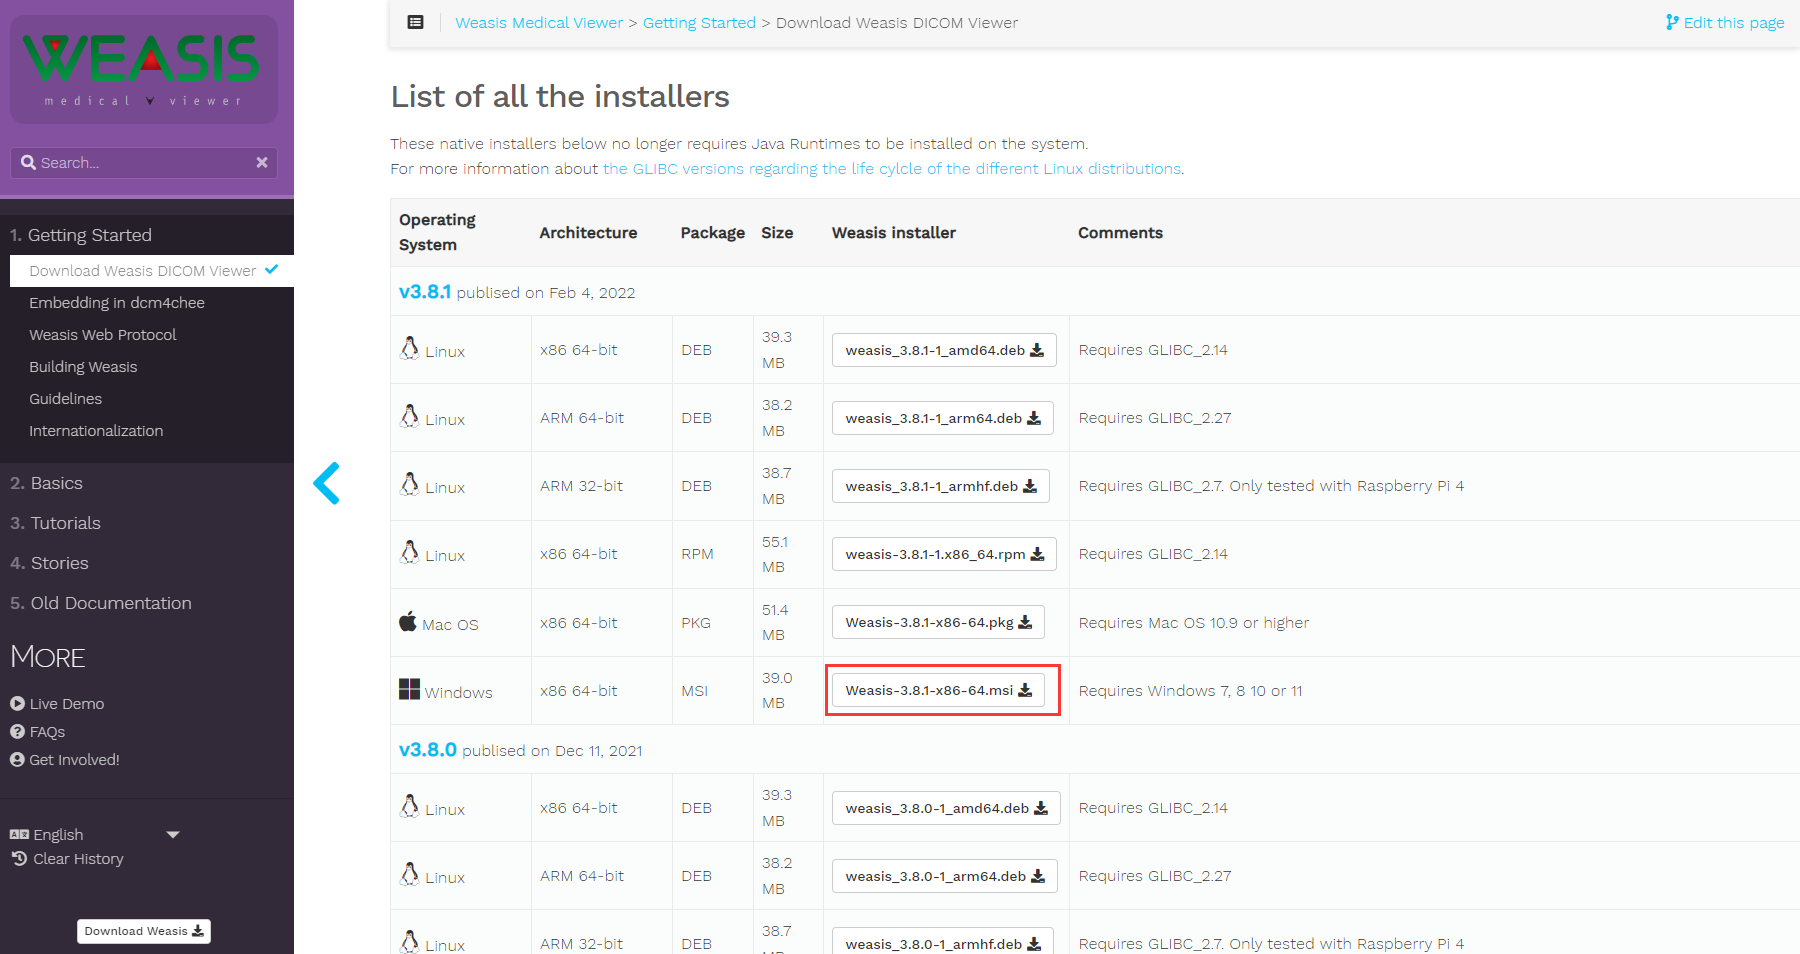 WEASIS
medical viewer
Search...
1. Getting Started
Download Weasis DICOM Viewer
Embedding in dcm4chee
Weasis Web Protocol
Building Weasis
Guidelines
Internationalization
2. Basics
3. Tutorials
4. Stories
5. Old Documentation
MORE
Live Demo
FAQs
Get Involved!
English
Clear History
Download Weasis
Weasis Medical Viewer > Getting Started > Download Weasis DICOM Viewer
Edit this page
List of all the installers
These native installers below no longer requires Java Runtimes to be installed on the system.
For more information about the GLIBC versions regarding the life cylcle of the different Linux distributions.
Operating System Architecture Package Size Weasis installer Comments
v3.8.1 publised on Feb 4, 2022
Linux x86 64-bit DEB 39.3 MB weasis_3.8.1-1_amd64.deb Requires GLIBC_2.14
Linux ARM 64-bit DEB 38.2 MB weasis_3.8.1-1_arm64.deb Requires GLIBC_2.27
Linux ARM 32-bit DEB 38.7 MB weasis_3.8.1-1_armhf.deb Requires GLIBC_2.7. Only tested with Raspberry Pi 4
Linux x86 64-bit RPM 55.1 MB weasis-3.8.1-1.x86_64.rpm Requires GLIBC_2.14
Mac OS x86 64-bit PKG 51.4 MB Weasis-3.8.1-x86-64.pkg Requires Mac OS 10.9 or higher
Windows x86 64-bit MSI 39.0 MB Weasis-3.8.1-x86-64.msi Requires Windows 7, 8 10 or 11
v3.8.0 publised on Dec 11, 2021
Linux x86 64-bit DEB 39.3 MB weasis_3.8.0-1_amd64.deb Requires GLIBC_2.14
Linux ARM 64-bit DEB 38.2 MB weasis_3.8.0-1_arm64.deb Requires GLIBC_2.27
Linux ARM 32-bit DEB 38.7 MB weasis_3.8.0-1_armhf.deb Requires GLIBC_2.7. Only tested with Raspberry Pi 4